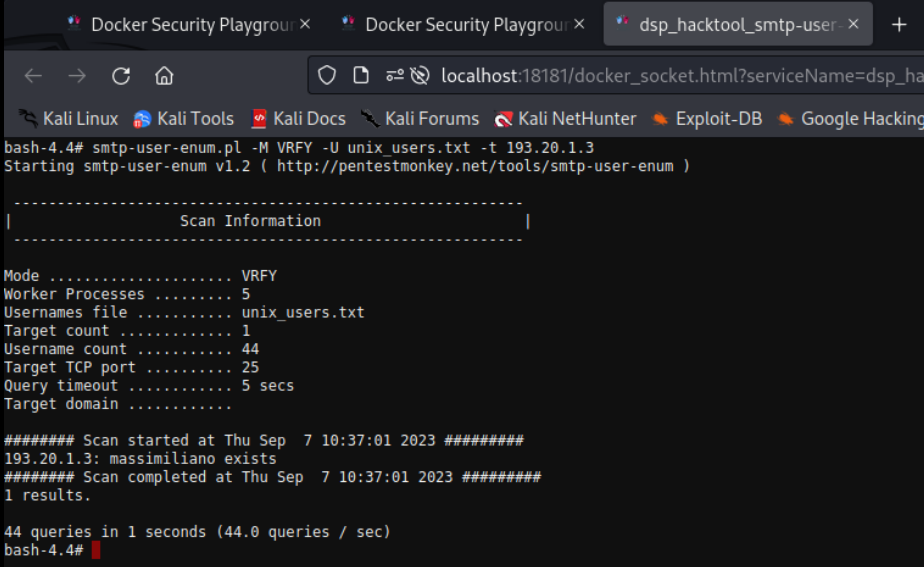 Docker Security Playgroun
Docker Security Playgroun
dsp_hacktool_smtp-user-
localhost:18181/docker_socket.html?serviceName=dsp_ha
Kali Linux Kali Tools Kali Docs Kali Forums Kali NetHunter Exploit-DB Google Hacking
bash-4.4# smtp-user-enum.pl -M VRFY -U unix_users.txt -t 193.20.1.3
Starting smtp-user-enum v1.2 ( http://pentestmonkey.net/tools/smtp-user-enum )
----------------------------------------------------------
| Scan Information |
----------------------------------------------------------
Mode ..................... VRFY
Worker Processes ......... 5
Usernames file ........... unix_users.txt
Target count ............. 1
Username count ........... 44
Target TCP port .......... 25
Query timeout ............ 5 secs
Target domain ............
######## Scan started at Thu Sep  7 10:37:01 2023 #########
193.20.1.3: massimiliano exists
######## Scan completed at Thu Sep  7 10:37:01 2023 #########
1 results.
44 queries in 1 seconds (44.0 queries / sec)
bash-4.4#